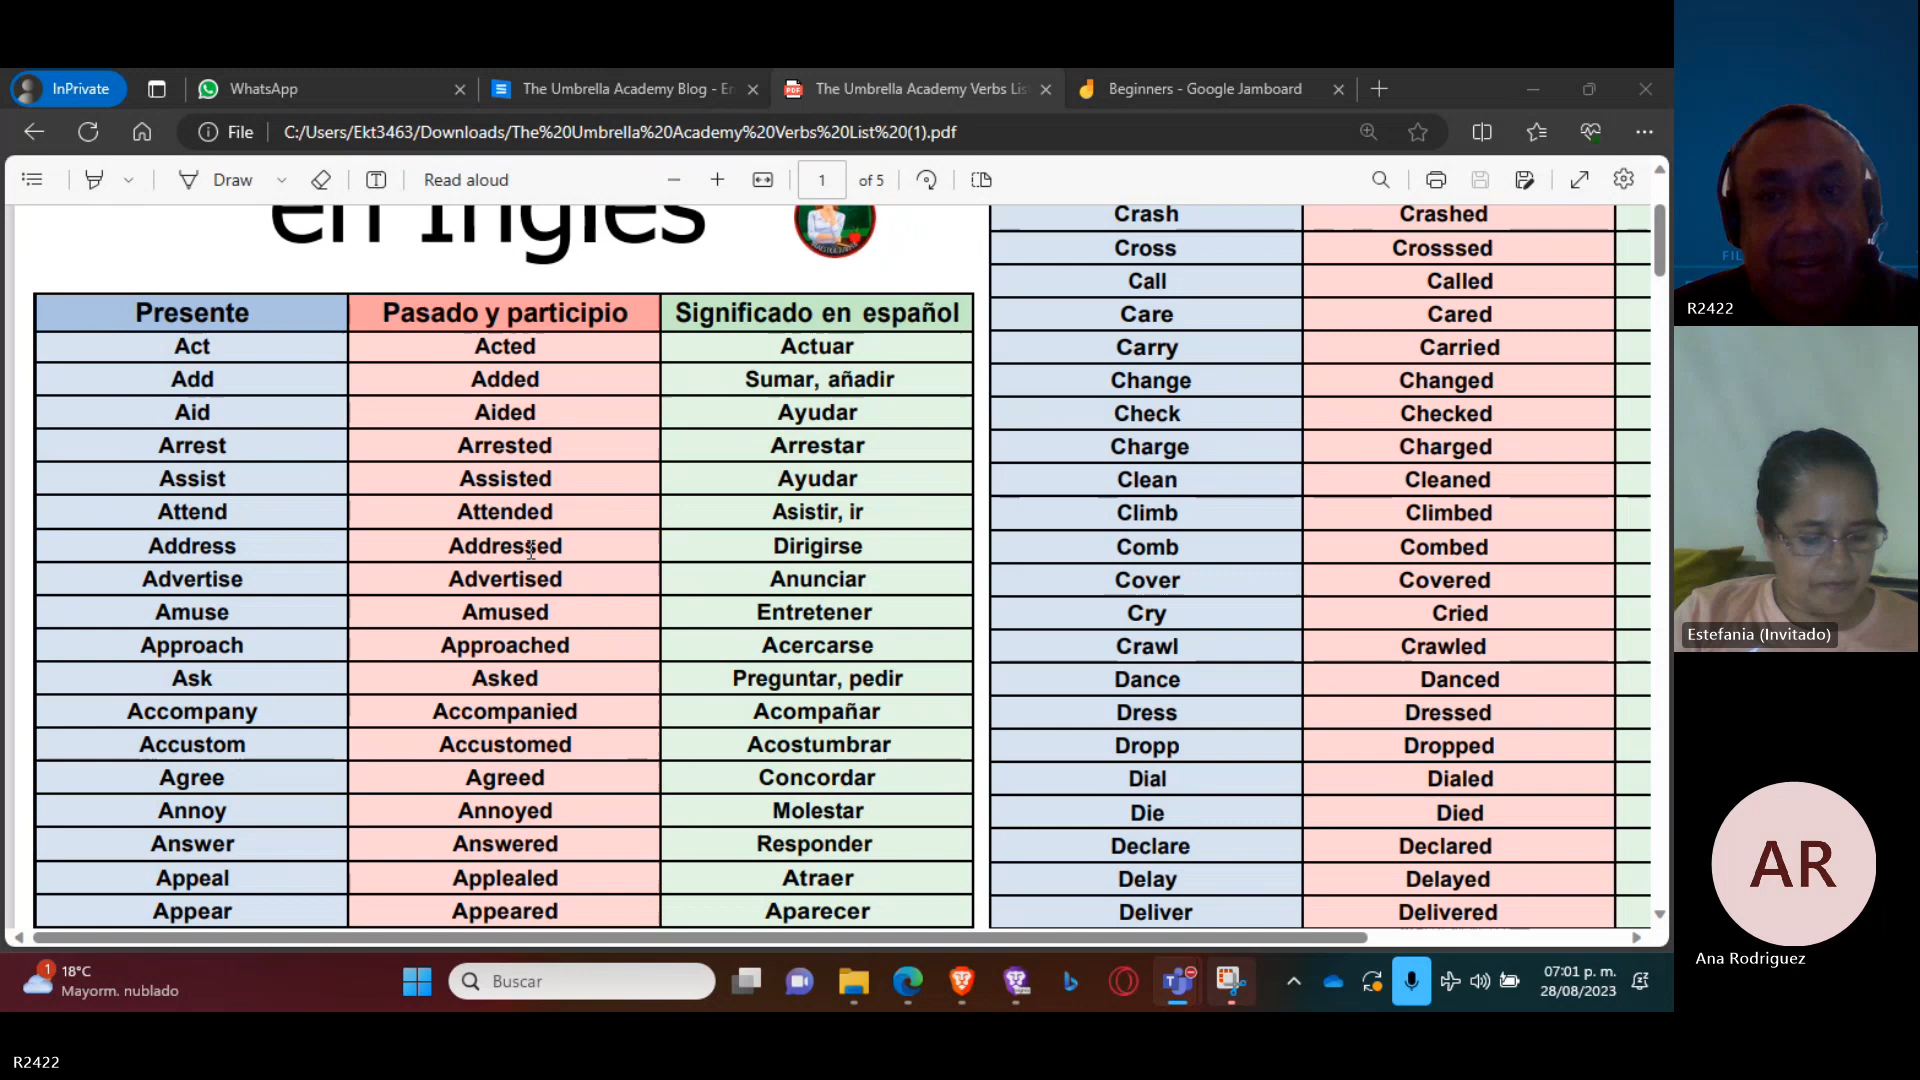 InPrivate
WhatsApp
The Umbrella Academy Blog - En
The Umbrella Academy Verbs Lis
Beginners - Google Jamboard
File
C:/Users/Ekt3463/Downloads/The%20Umbrella%20Academy%20Verbs%20List%20(1).pdf
Draw
Read aloud
1
of 5
en Inglés
Presente Pasado y participio Significado en español
Act Acted Actuar
Add Added Sumar, añadir
Aid Aided Ayudar
Arrest Arrested Arrestar
Assist Assisted Ayudar
Attend Attended Asistir, ir
Address Addressed Dirigirse
Advertise Advertised Anunciar
Amuse Amused Entretener
Approach Approached Acercarse
Ask Asked Preguntar, pedir
Accompany Accompanied Acompañar
Accustom Accustomed Acostumbrar
Agree Agreed Concordar
Annoy Annoyed Molestar
Answer Answered Responder
Appeal Applealed Atraer
Appear Appeared Aparecer
Crash Crashed
Cross Crosssed
Call Called
Care Cared
Carry Carried
Change Changed
Check Checked
Charge Charged
Clean Cleaned
Climb Climbed
Comb Combed
Cover Covered
Cry Cried
Crawl Crawled
Dance Danced
Dress Dressed
Dropp Dropped
Dial Dialed
Die Died
Declare Declared
Delay Delayed
Deliver Delivered
R2422
Estefania (Invitado)
AR
Ana Rodriguez
1
18°C
Mayorm. nublado
Buscar
07:01 p. m.
28/08/2023
R2422